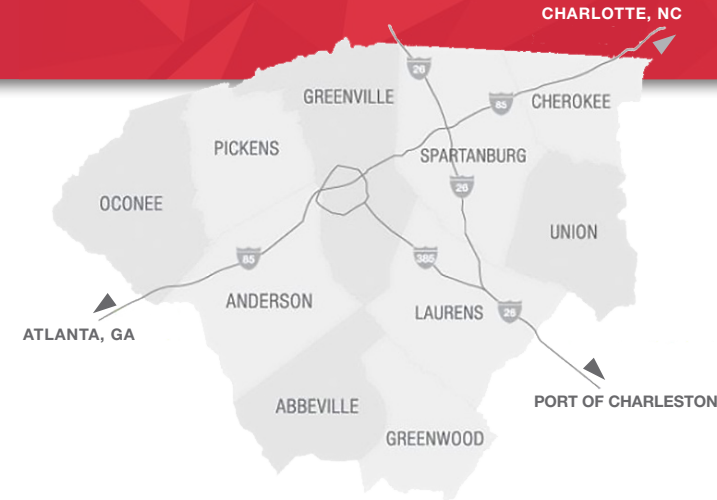 CHARLOTTE, NC
26
GREENVILLE
85
CHEROKEE
PICKENS
SPARTANBURG
26
OCONEE
UNION
85
385
ANDERSON
LAURENS
26
ATLANTA, GA
PORT OF CHARLESTON
ABBEVILLE
GREENWOOD